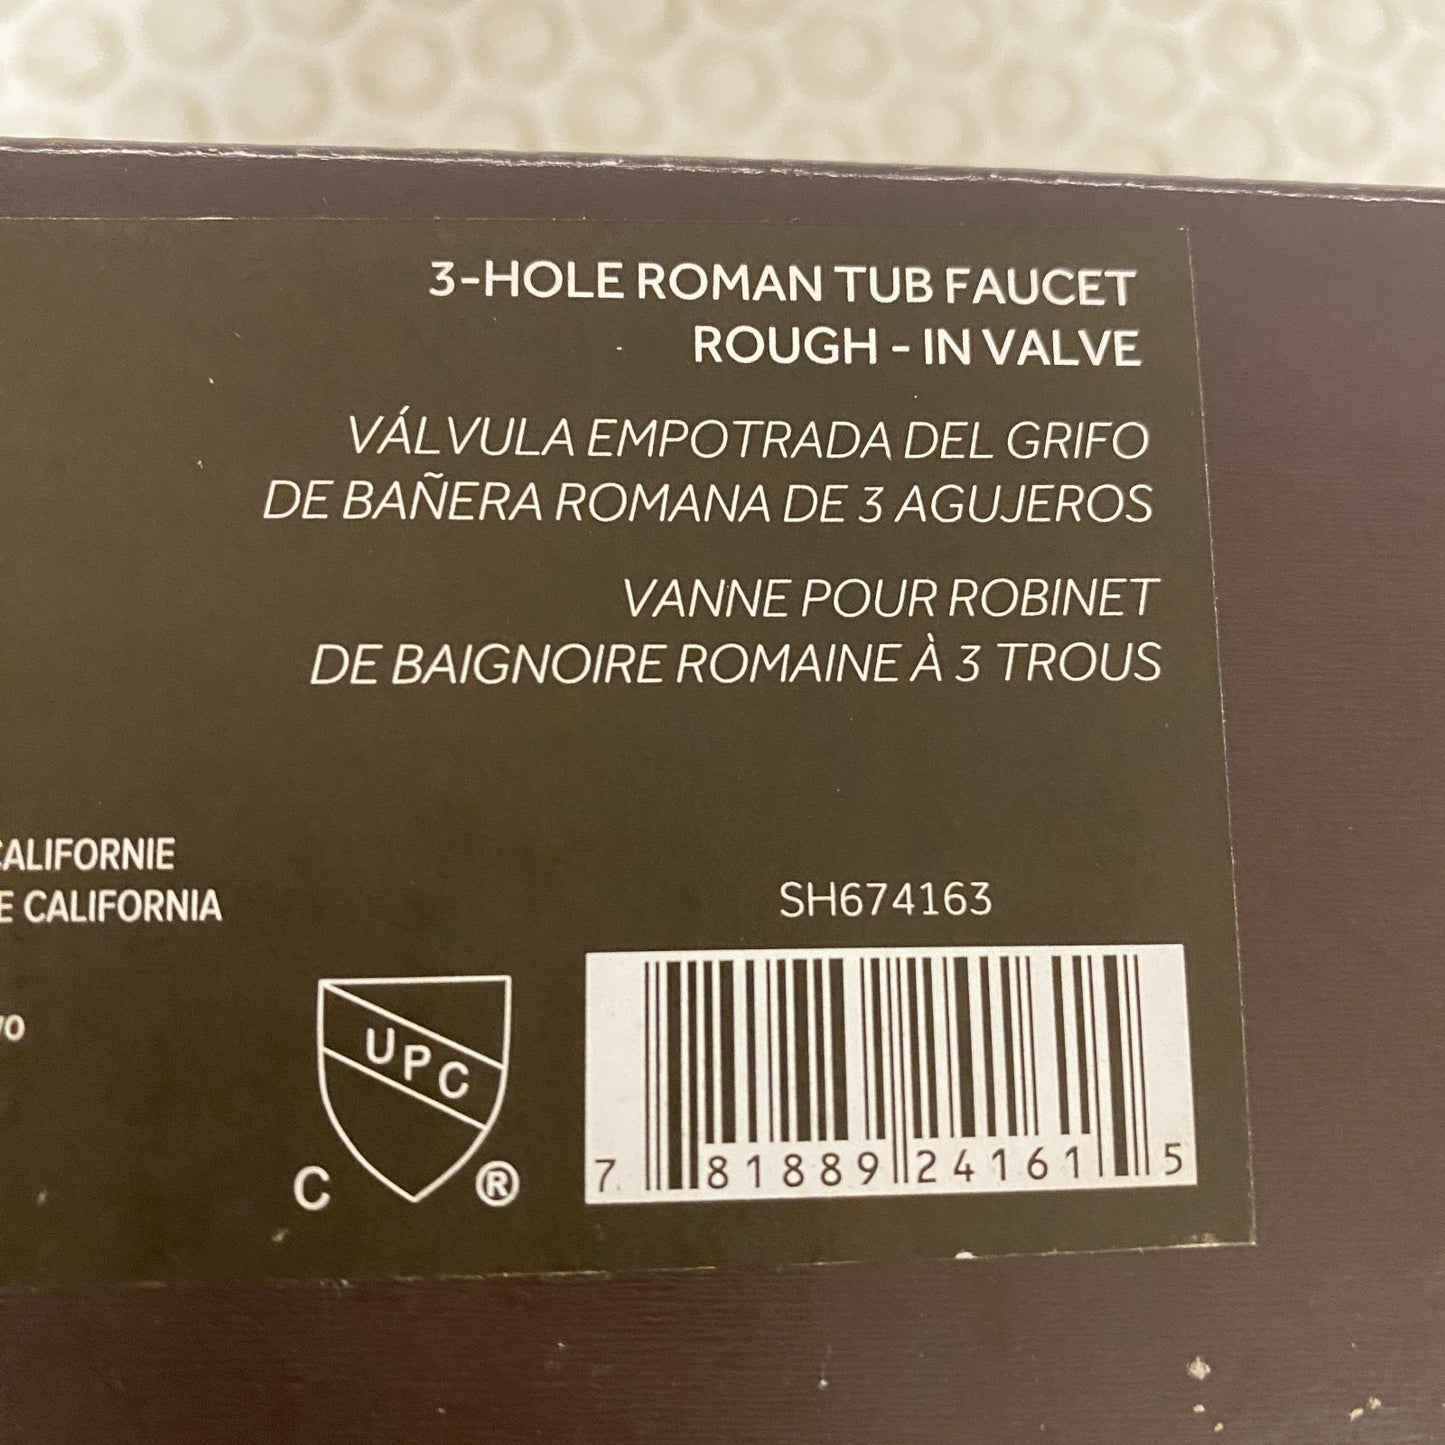 3-HOLE ROMAN TUB FAUCET
ROUGH - IN VALVE
VÁLVULA EMPOTRADA DEL GRIFO
DE BAÑERA ROMANA DE 3 AGUJEROS
VANNE POUR ROBINET
DE BAIGNOIRE ROMAINE À 3 TROUS
CALIFORNIE
E CALIFORNIA
SH674163
UPC
C ®
7 81889 24161 5